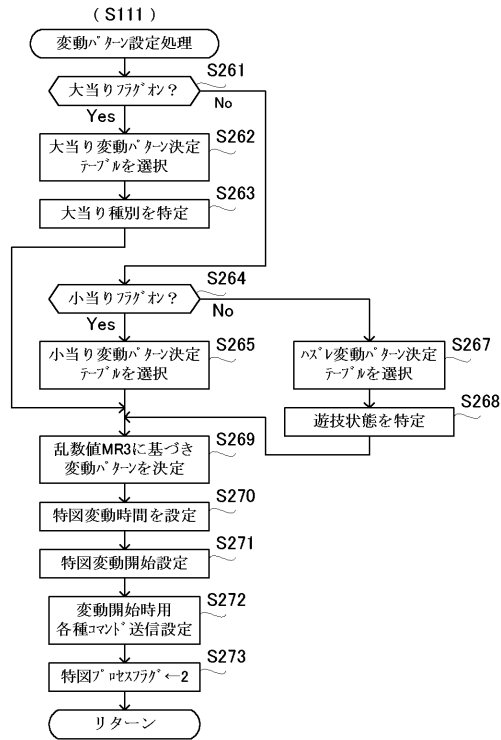 （S111）
変動ﾊﾟﾀｰﾝ設定処理
S261
大当りﾌﾗｸﾞｵﾝ？
No
Yes
S262
大当り変動ﾊﾟﾀｰﾝ決定
ﾃｰﾌﾞﾙを選択
S263
大当り種別を特定
S264
小当りﾌﾗｸﾞｵﾝ？
No
Yes
S265
小当り変動ﾊﾟﾀｰﾝ決定
ﾃｰﾌﾞﾙを選択
S267
ﾊｽﾞﾚ変動ﾊﾟﾀｰﾝ決定
ﾃｰﾌﾞﾙを選択
S268
遊技状態を特定
S269
乱数値MR3に基づき
変動ﾊﾟﾀｰﾝを決定
S270
特図変動時間を設定
S271
特図変動開始設定
S272
変動開始時用
各種ｺﾏﾝﾄﾞ送信設定
S273
特図ﾌﾟﾛｾｽﾌﾗｸﾞ←2
リターン